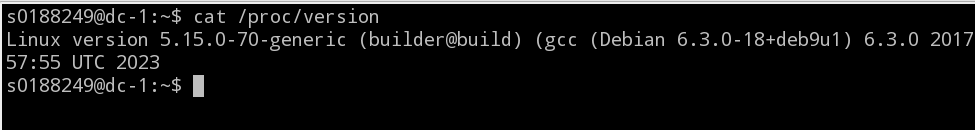 s0188249@dc-1:~$ cat /proc/version
Linux version 5.15.0-70-generic (builder@build) (gcc (Debian 6.3.0-18+deb9u1) 6.3.0 2017
57:55 UTC 2023
s0188249@dc-1:~$